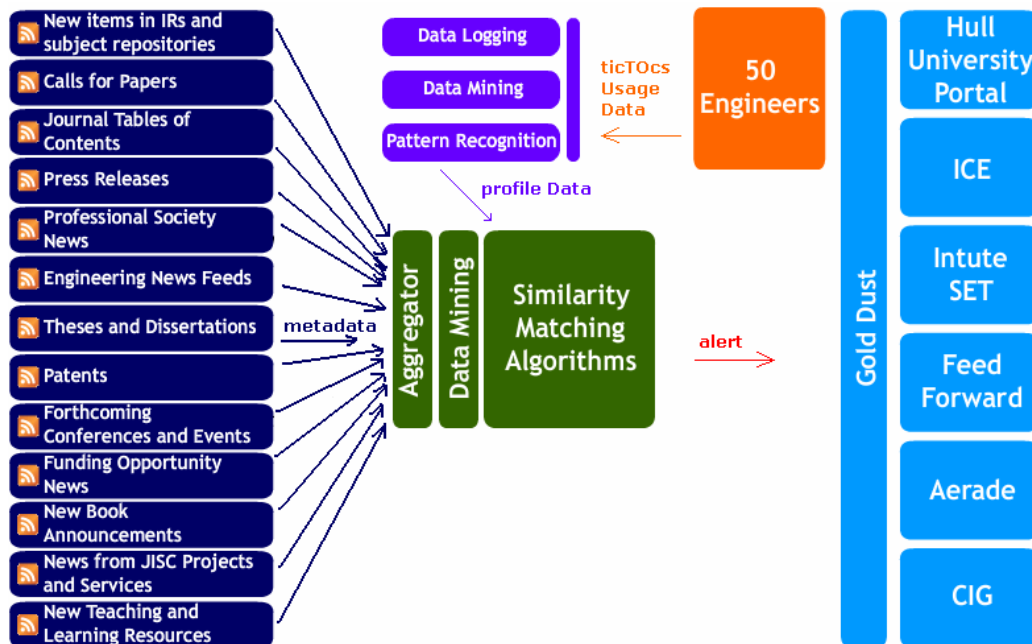 New items in IRs and
subject repositories
Calls for Papers
Journal Tables of
Contents
Press Releases
Professional Society
News
Engineering News Feeds
Theses and Dissertations
Patents
Forthcoming
Conferences and Events
Funding Opportunity
News
New Book
Announcements
News from JISC Projects
and Services
New Teaching and
Learning Resources
metadata
Data Logging
Data Mining
Pattern Recognition
ticTOcs
Usage
Data
50
Engineers
profile Data
Aggregator
Data Mining
Similarity
Matching
Algorithms
alert
Gold Dust
Hull
University
Portal
ICE
Intute
SET
Feed
Forward
Aerade
CIG